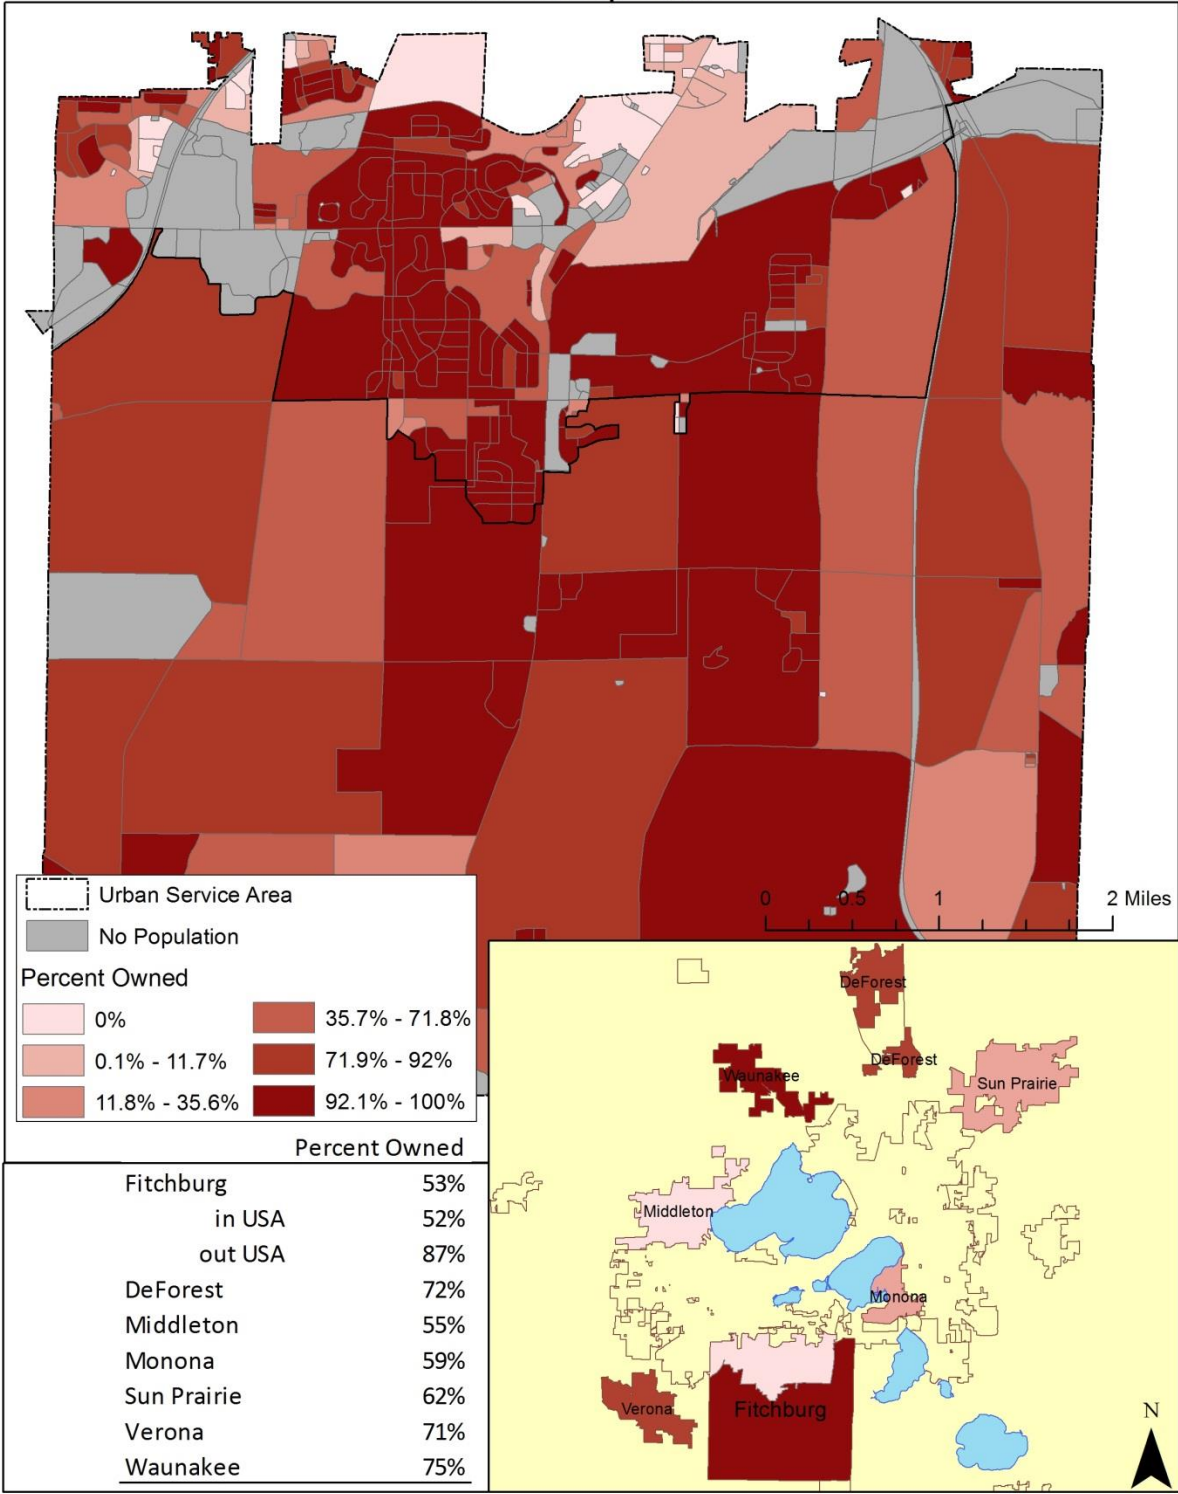 Urban Service Area
No Population
Percent Owned
0%
35.7% - 71.8%
0.1% - 11.7%
71.9% - 92%
11.8% - 35.6%
92.1% - 100%
0 0.5 1 2 Miles
Percent Owned
Fitchburg 53%
in USA 52%
out USA 87%
DeForest 72%
Middleton 55%
Monona 59%
Sun Prairie 62%
Verona 71%
Waunakee 75%
DeForest
DeForest
Waunakee
Sun Prairie
Middleton
Monona
Verona
Fitchburg
N